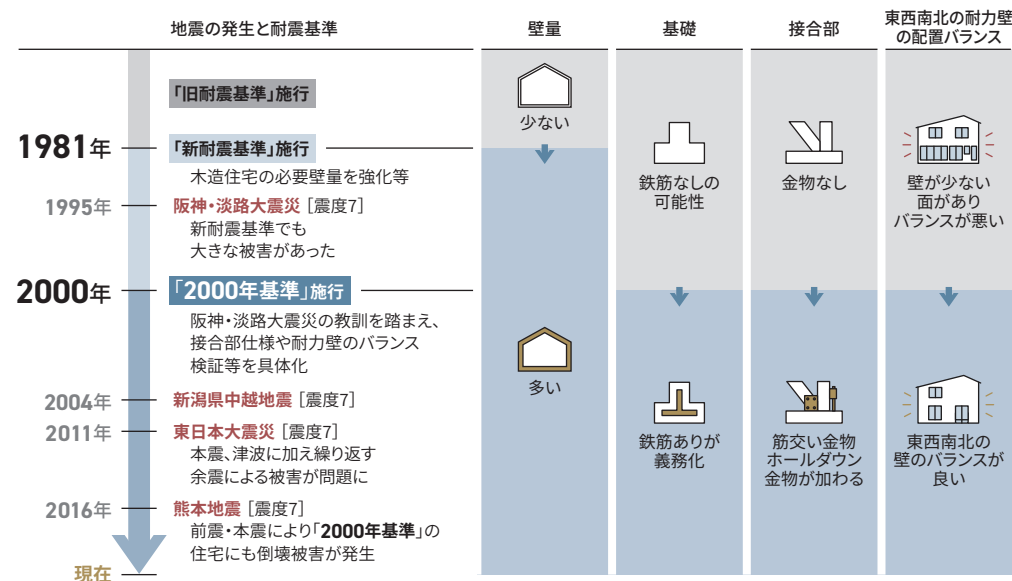 地震の発生と耐震基準
壁量
基礎
接合部
東西南北の耐力壁
の配置バランス
「旧耐震基準」施行
少ない
1981年
「新耐震基準」施行
木造住宅の必要壁量を強化等
鉄筋なしの
可能性
金物なし
壁が少ない
面があり
バランスが悪い
1995年
阪神・淡路大震災［震度7］
新耐震基準でも
大きな被害があった
2000年
「2000年基準」施行
阪神・淡路大震災の教訓を踏まえ、
接合部仕様や耐力壁のバランス
検証等を具体化
多い
2004年
新潟県中越地震［震度7］
2011年
東日本大震災［震度7］
本震、津波に加え繰り返す
余震による被害が問題に
鉄筋ありが
義務化
筋交い金物
ホールダウン
金物が加わる
東西南北の
壁のバランスが
良い
2016年
熊本地震［震度7］
前震・本震により「2000年基準」の
住宅にも倒壊被害が発生
現在